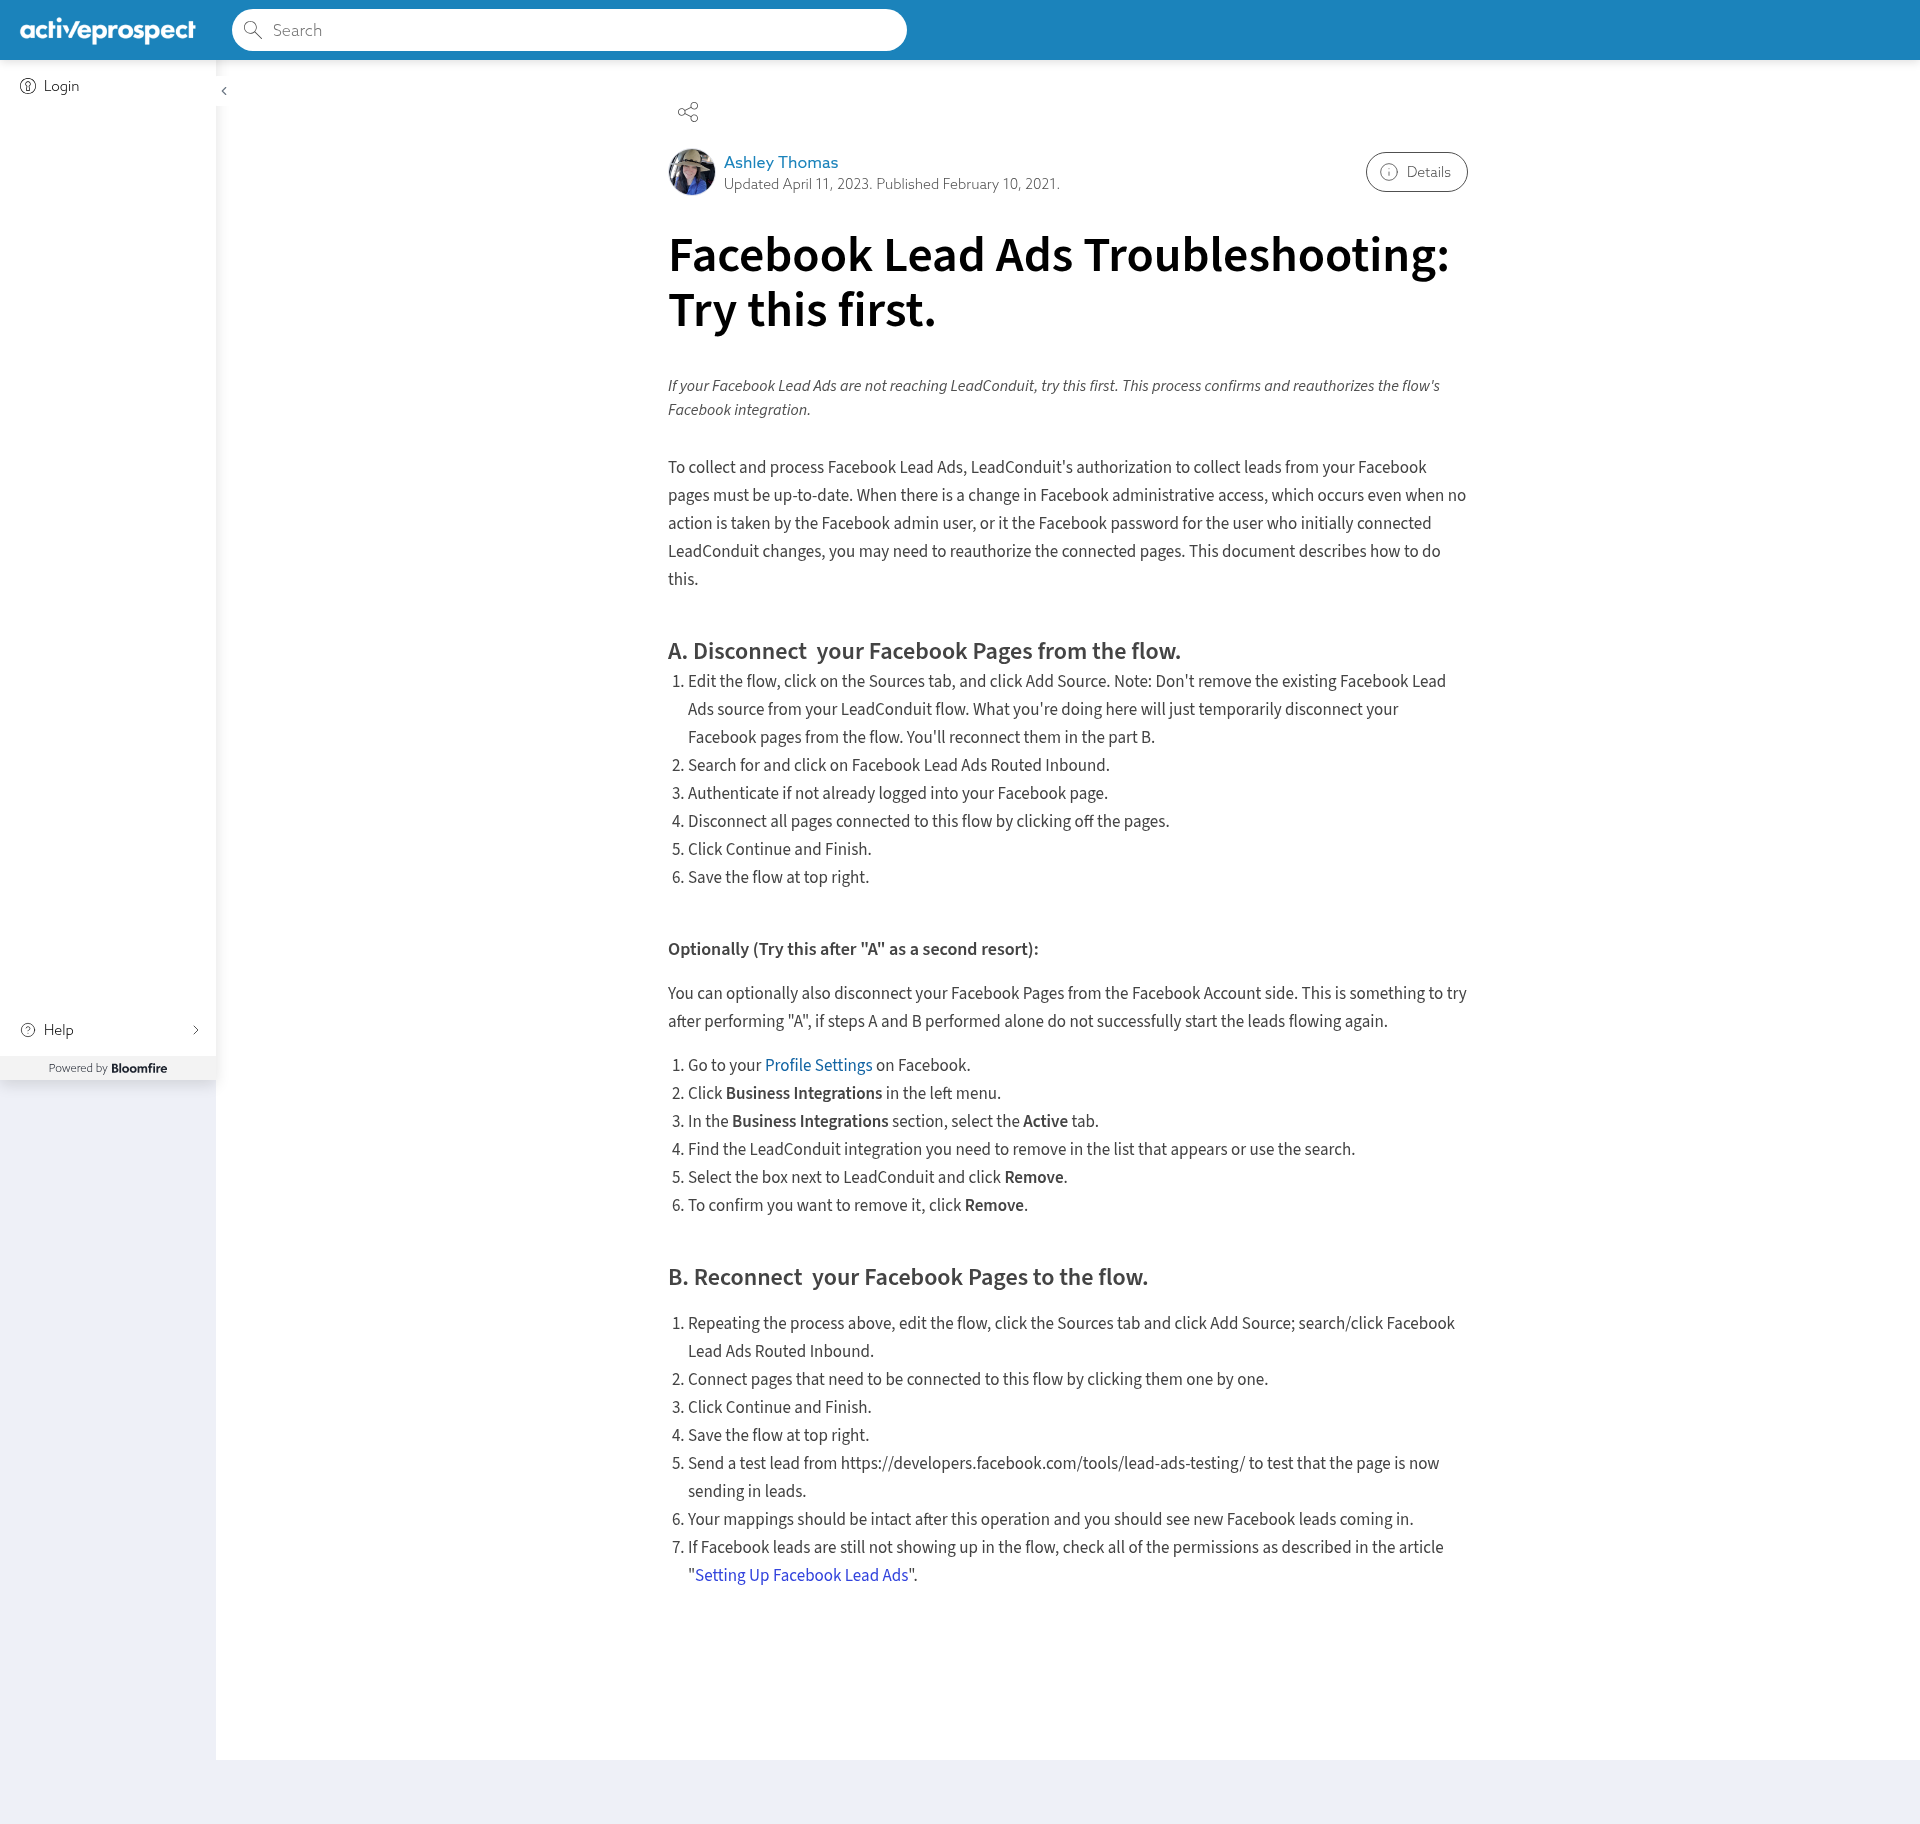 activeprospect
Search
Login
Ashley Thomas
Updated April 11, 2023. Published February 10, 2021.
Details
Facebook Lead Ads Troubleshooting:
Try this first.
If your Facebook Lead Ads are not reaching LeadConduit, try this first. This process confirms and reauthorizes the flow's
Facebook integration.
To collect and process Facebook Lead Ads, LeadConduit's authorization to collect leads from your Facebook
pages must be up-to-date. When there is a change in Facebook administrative access, which occurs even when no
action is taken by the Facebook admin user, or it the Facebook password for the user who initially connected
LeadConduit changes, you may need to reauthorize the connected pages. This document describes how to do
this.
A. Disconnect  your Facebook Pages from the flow.
1. Edit the flow, click on the Sources tab, and click Add Source. Note: Don't remove the existing Facebook Lead
Ads source from your LeadConduit flow. What you're doing here will just temporarily disconnect your
Facebook pages from the flow. You'll reconnect them in the part B.
2. Search for and click on Facebook Lead Ads Routed Inbound.
3. Authenticate if not already logged into your Facebook page.
4. Disconnect all pages connected to this flow by clicking off the pages.
5. Click Continue and Finish.
6. Save the flow at top right.
Optionally (Try this after "A" as a second resort):
You can optionally also disconnect your Facebook Pages from the Facebook Account side. This is something to try
after performing "A", if steps A and B performed alone do not successfully start the leads flowing again.
1. Go to your Profile Settings on Facebook.
2. Click Business Integrations in the left menu.
3. In the Business Integrations section, select the Active tab.
4. Find the LeadConduit integration you need to remove in the list that appears or use the search.
5. Select the box next to LeadConduit and click Remove.
6. To confirm you want to remove it, click Remove.
B. Reconnect  your Facebook Pages to the flow.
1. Repeating the process above, edit the flow, click the Sources tab and click Add Source; search/click Facebook
Lead Ads Routed Inbound.
2. Connect pages that need to be connected to this flow by clicking them one by one.
3. Click Continue and Finish.
4. Save the flow at top right.
5. Send a test lead from https://developers.facebook.com/tools/lead-ads-testing/ to test that the page is now
sending in leads.
6. Your mappings should be intact after this operation and you should see new Facebook leads coming in.
7. If Facebook leads are still not showing up in the flow, check all of the permissions as described in the article
"Setting Up Facebook Lead Ads".
Help
Powered by Bloomfire